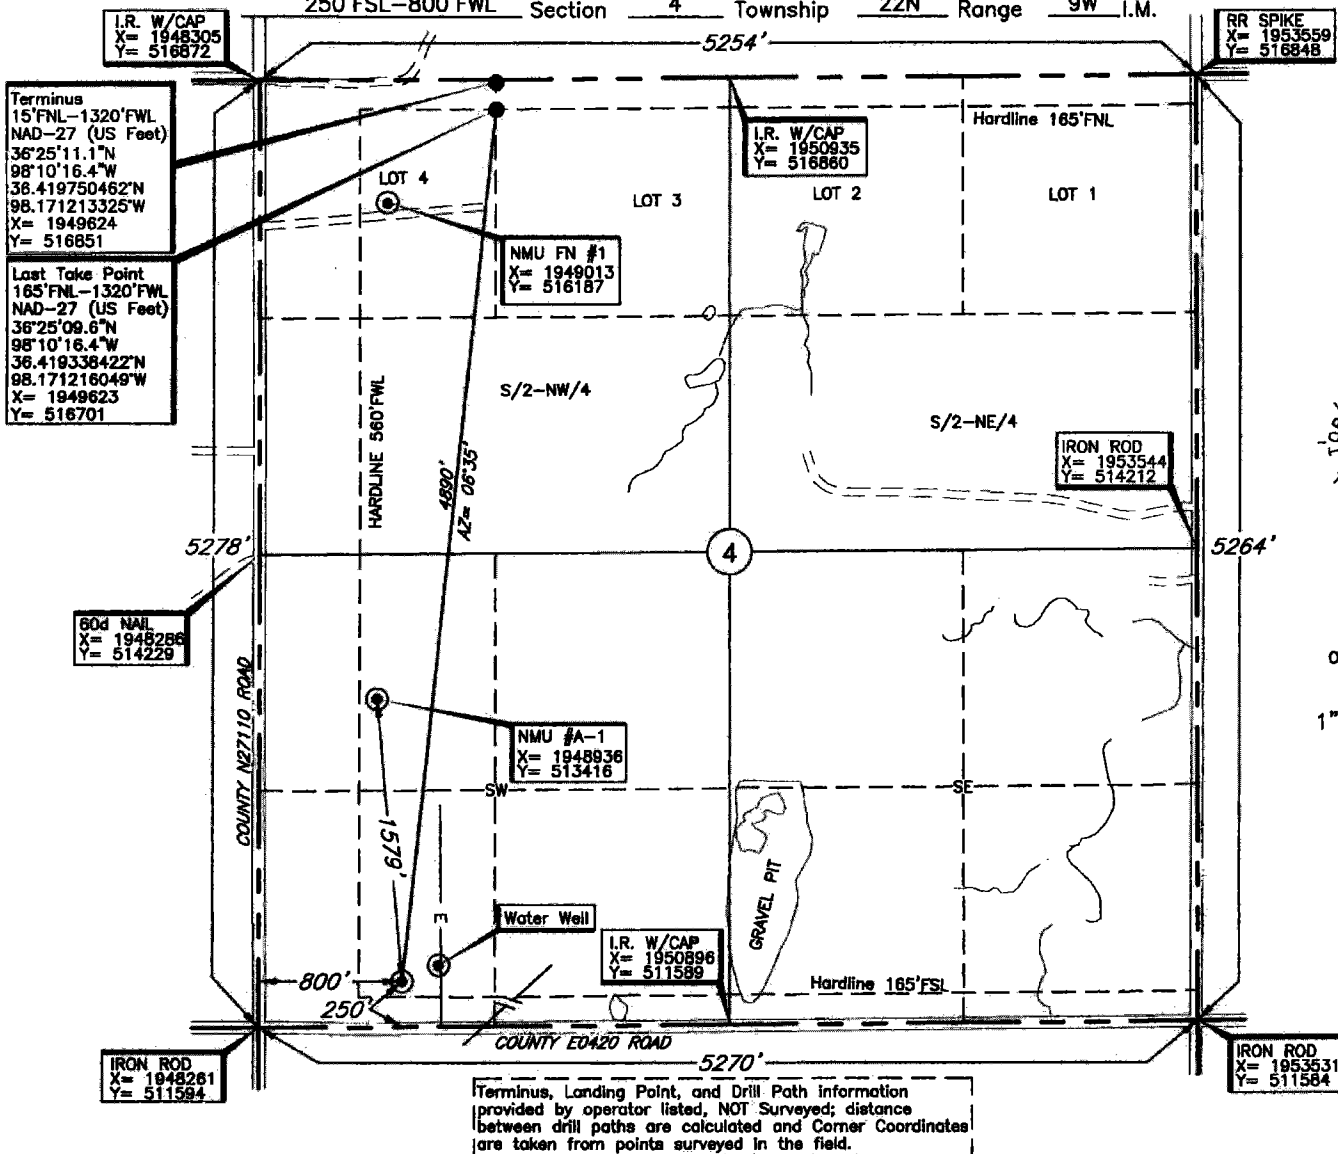 250'FSL-800'FWL Section 4 Township 22N Range 9W I.M.
I.R. W/CAP
X= 1948305
Y= 516872
5254'
RR SPIKE
X= 1953559
Y= 516848
Terminus
15'FNL-1320'FWL
NAD-27 (US Feet)
36°25'11.1"N
98°10'16.4"W
36.419750462°N
98.171213325°W
X= 1949624
Y= 516851
Hardline 165'FNL
I.R. W/CAP
X= 1950935
Y= 516860
LOT 4
LOT 3
LOT 2
LOT 1
NMU FN #1
X= 1949013
Y= 516187
Last Take Point
165'FNL-1320'FWL
NAD-27 (US Feet)
36°25'09.6"N
98°10'16.4"W
36.419338422°N
98.171216049°W
X= 1949623
Y= 516701
HARDLINE 560'FWL
S/2-NW/4
S/2-NE/4
4890'
AZ= 06°35'
IRON ROD
X= 1953544
Y= 514212
5278'
4
5264'
60d NAIL
X= 1948286
Y= 514229
COUNTY N27110 ROAD
NMU #A-1
X= 1948936
Y= 513416
SW
SE
1579'
GRAVEL PIT
E
Water Well
I.R. W/CAP
X= 1950896
Y= 511589
800'
250'
Hardline 165'FSL
COUNTY E0420 ROAD
IRON ROD
X= 1948261
Y= 511594
5270'
IRON ROD
X= 1953531
Y= 511584
Terminus, Landing Point, and Drill Path information
provided by operator listed, NOT Surveyed; distance
between drill paths are calculated and Corner Coordinates
are taken from points surveyed in the field.
1"